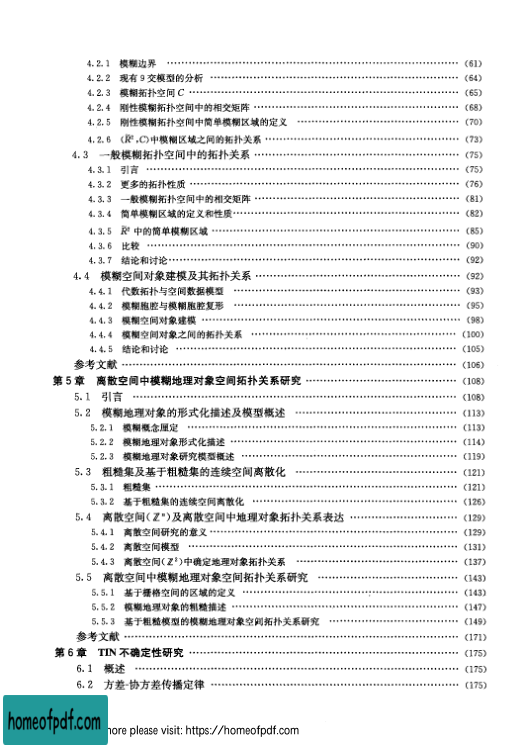 4.2.1 模糊边界 …… (61)
4.2.2 现有9交模型的分析 …… (64)
4.2.3 模糊拓扑空间C …… (65)
4.2.4 刚性模糊拓扑空间中的相交矩阵 …… (68)
4.2.5 刚性模糊拓扑空间中简单模糊区域的定义 …… (70)
4.2.6 (R̃²,C)中模糊区域之间的拓扑关系 …… (73)
4.3 一般模糊拓扑空间中的拓扑关系 …… (75)
4.3.1 引言 …… (75)
4.3.2 更多的拓扑性质 …… (76)
4.3.3 一般模糊拓扑空间中的相交矩阵 …… (81)
4.3.4 简单模糊区域的定义和性质 …… (82)
4.3.5 R̃²中的简单模糊区域 …… (85)
4.3.6 比较 …… (90)
4.3.7 结论和讨论 …… (92)
4.4 模糊空间对象建模及其拓扑关系 …… (92)
4.4.1 代数拓扑与空间数据模型 …… (93)
4.4.2 模糊胞腔与模糊胞腔复形 …… (95)
4.4.3 模糊空间对象建模 …… (98)
4.4.4 模糊空间对象之间的拓扑关系 …… (100)
4.4.5 结论和讨论 …… (105)
参考文献 …… (106)
第5章 离散空间中模糊地理对象空间拓扑关系研究 …… (108)
5.1 引言 …… (108)
5.2 模糊地理对象的形式化描述及模型概述 …… (113)
5.2.1 模糊概念厘定 …… (113)
5.2.2 模糊地理对象形式化描述 …… (114)
5.2.3 模糊地理对象研究模型概述 …… (119)
5.3 粗糙集及基于粗糙集的连续空间离散化 …… (121)
5.3.1 粗糙集 …… (121)
5.3.2 基于粗糙集的连续空间离散化 …… (126)
5.4 离散空间(Zⁿ)及离散空间中地理对象拓扑关系表达 …… (129)
5.4.1 离散空间研究的意义 …… (129)
5.4.2 离散空间模型 …… (131)
5.4.3 离散空间(Z²)中确定地理对象拓扑关系 …… (137)
5.5 离散空间中模糊地理对象空间拓扑关系研究 …… (143)
5.5.1 基于栅格空间的区域的定义 …… (143)
5.5.2 模糊地理对象的粗糙描述 …… (147)
5.5.3 基于粗糙模型的模糊地理对象空间拓扑关系研究 …… (149)
参考文献 …… (171)
第6章 TIN不确定性研究 …… (175)
6.1 概述 …… (175)
6.2 方差-协方差传播定律 …… (175)
homeofpdf.com
more please visit: https://homeofpdf.com